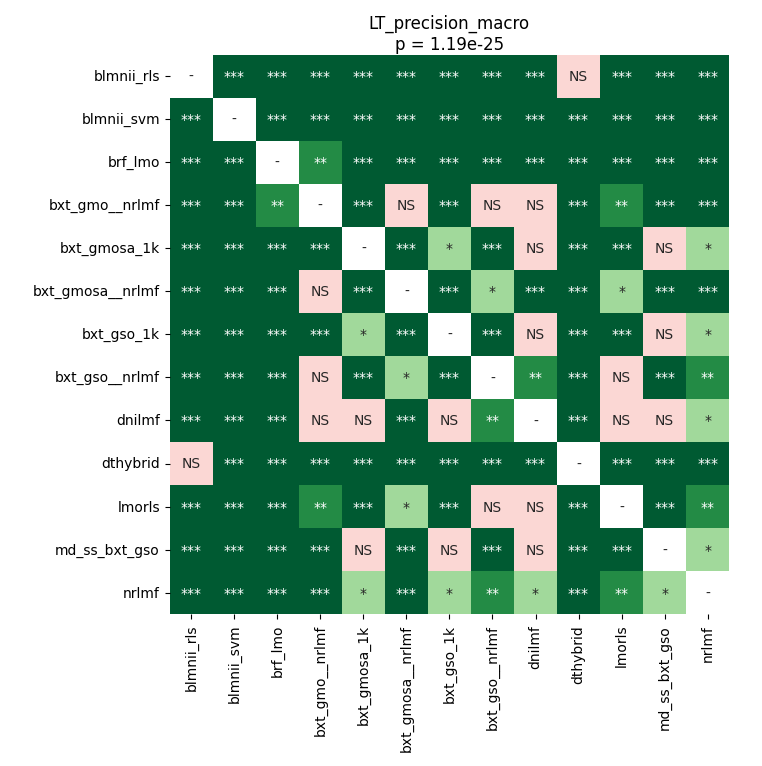 LT_precision_macro
p = 1.19e-25
blmnii_rls - *** *** *** *** *** *** *** *** NS *** *** ***
blmnii_svm *** - *** *** *** *** *** *** *** *** *** *** ***
brf_lmo *** *** - ** *** *** *** *** *** *** *** *** ***
bxt_gmo__nrlmf *** *** ** - *** NS *** NS NS *** ** *** ***
bxt_gmosa_1k *** *** *** *** - *** * *** NS *** *** NS *
bxt_gmosa__nrlmf *** *** *** NS *** - *** * *** *** * *** ***
bxt_gso_1k *** *** *** *** * *** - *** NS *** *** NS *
bxt_gso__nrlmf *** *** *** NS *** * *** - ** *** NS *** **
dnilmf *** *** *** NS NS *** NS ** - *** NS NS *
dthybrid NS *** *** *** *** *** *** *** *** - *** *** ***
lmorls *** *** *** ** *** * *** NS NS *** - *** **
md_ss_bxt_gso *** *** *** *** NS *** NS *** NS *** *** - *
nrlmf *** *** *** *** * *** * ** * *** ** * -
blmnii_rls
blmnii_svm
brf_lmo
bxt_gmo__nrlmf
bxt_gmosa_1k
bxt_gmosa__nrlmf
bxt_gso_1k
bxt_gso__nrlmf
dnilmf
dthybrid
lmorls
md_ss_bxt_gso
nrlmf